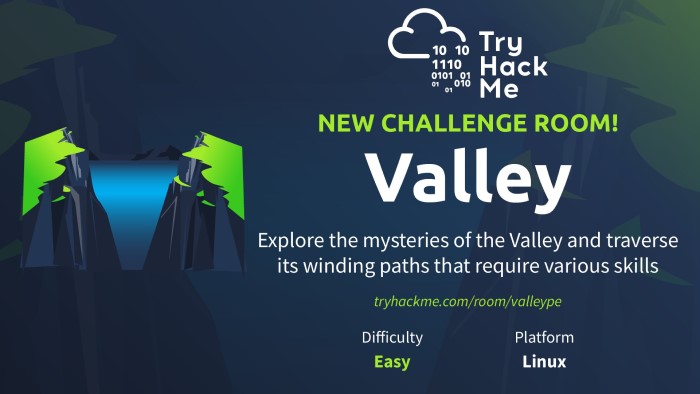 10 10
1110
0101 01
01 010
01
Try
Hack
Me
NEW CHALLENGE ROOM!
Valley
Explore the mysteries of the Valley and traverse
its winding paths that require various skills
tryhackme.com/room/valleype
Difficulty Platform
Easy Linux